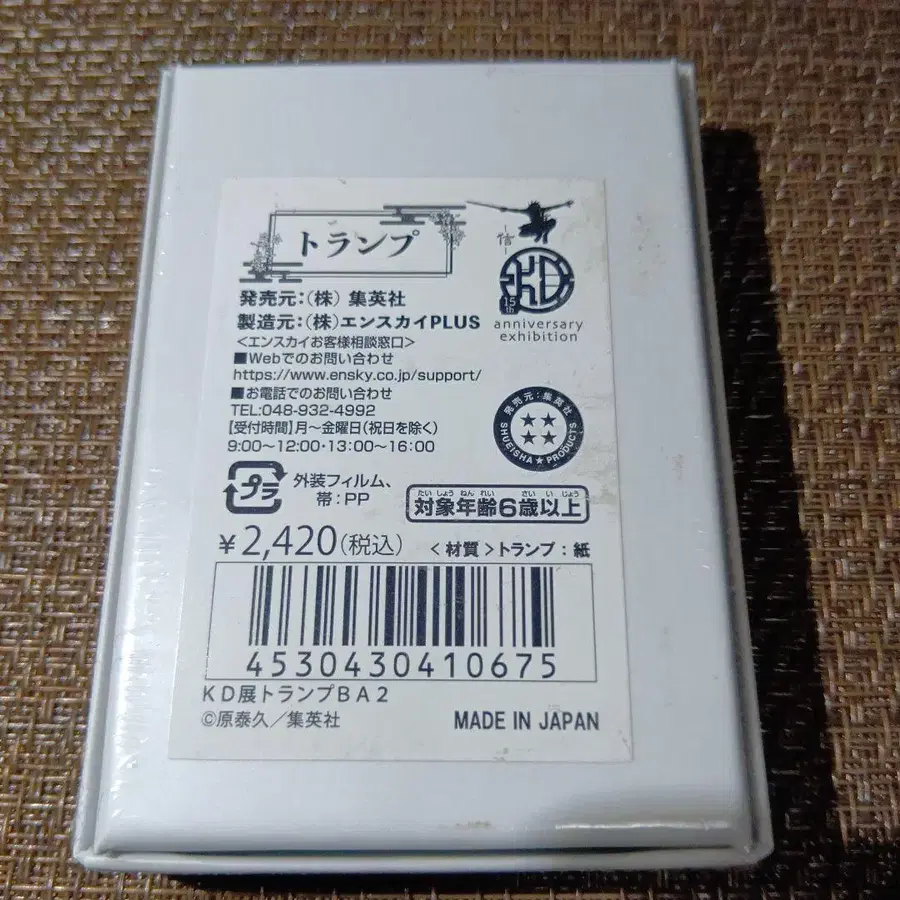 トランプ
-信-
KD
15th
anniversary
exhibition
発売元:(株) 集英社
製造元:(株)エンスカイPLUS
<エンスカイお客様相談窓口>
■Webでのお問い合わせ
https://www.ensky.co.jp/support/
■お電話でのお問い合わせ
TEL:048-932-4992
【受付時間】月〜金曜日(祝日を除く)
9:00〜12:00・13:00〜16:00
発売元:集英社
SHUEISHA★PRODUCTS
プラ
外装フィルム、
帯:PP
たいしょうねんれい さいいじょう
対象年齢6歳以上
¥2,420(税込)
<材質>トランプ:紙
4530430410675
KD展トランプBA2
©原泰久/集英社
MADE IN JAPAN